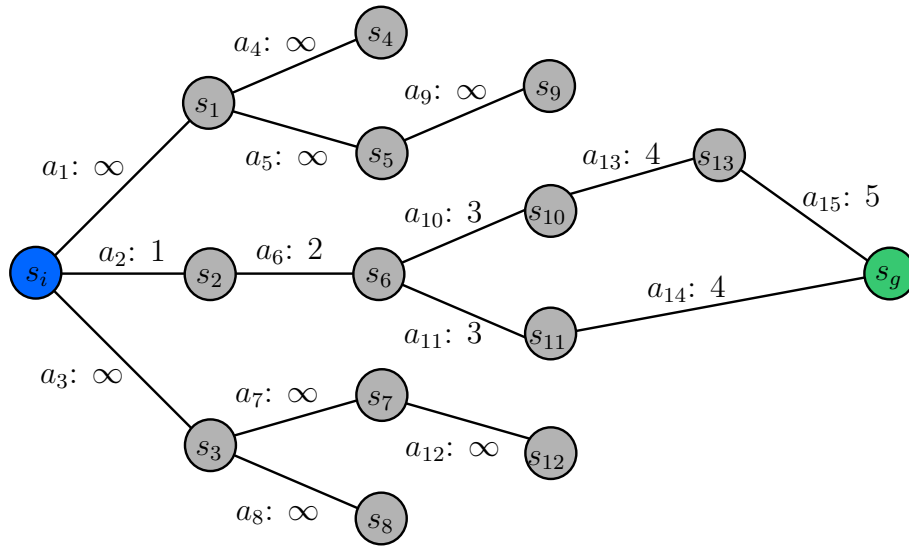 s₄
a₄: ∞
a₉: ∞
s₉
s₁
a₅: ∞
s₅
a₁₃: 4
s₁₃
a₁: ∞
a₁₀: 3
s₁₀
a₁₅: 5
a₂: 1
a₆: 2
sᵢ
s₂
s₆
s_g
a₁₄: 4
a₁₁: 3
s₁₁
a₃: ∞
a₇: ∞
s₇
s₃
a₁₂: ∞
s₁₂
a₈: ∞
s₈